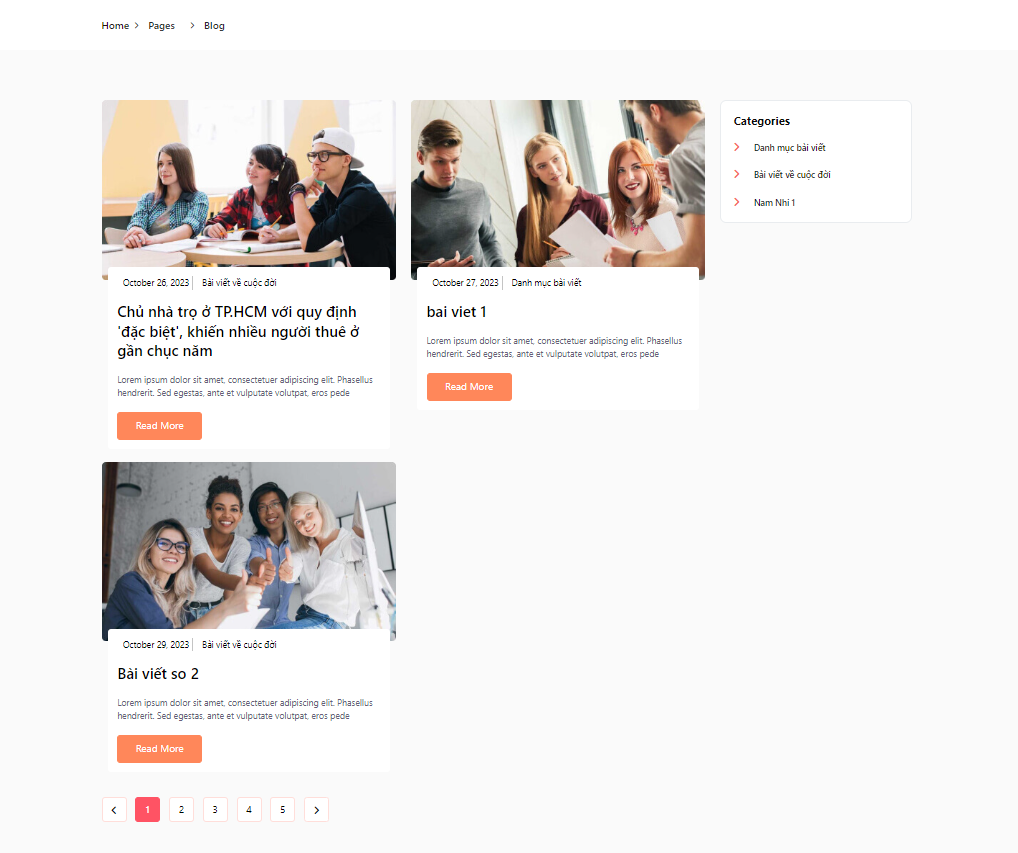 Home > Pages > Blog
October 26, 2023 | Bài viết về cuộc đời
Chủ nhà trọ ở TP.HCM với quy định
'đặc biệt', khiến nhiều người thuê ở
gần chục năm
Lorem ipsum dolor sit amet, consectetuer adipiscing elit. Phasellus
hendrerit. Sed egestas, ante et vulputate volutpat, eros pede
Read More
October 27, 2023 | Danh mục bài viết
bai viet 1
Lorem ipsum dolor sit amet, consectetuer adipiscing elit. Phasellus
hendrerit. Sed egestas, ante et vulputate volutpat, eros pede
Read More
Categories
Danh mục bài viết
Bài viết về cuộc đời
Nam Nhi 1
October 29, 2023 | Bài viết về cuộc đời
Bài viết so 2
Lorem ipsum dolor sit amet, consectetuer adipiscing elit. Phasellus
hendrerit. Sed egestas, ante et vulputate volutpat, eros pede
Read More
1 2 3 4 5